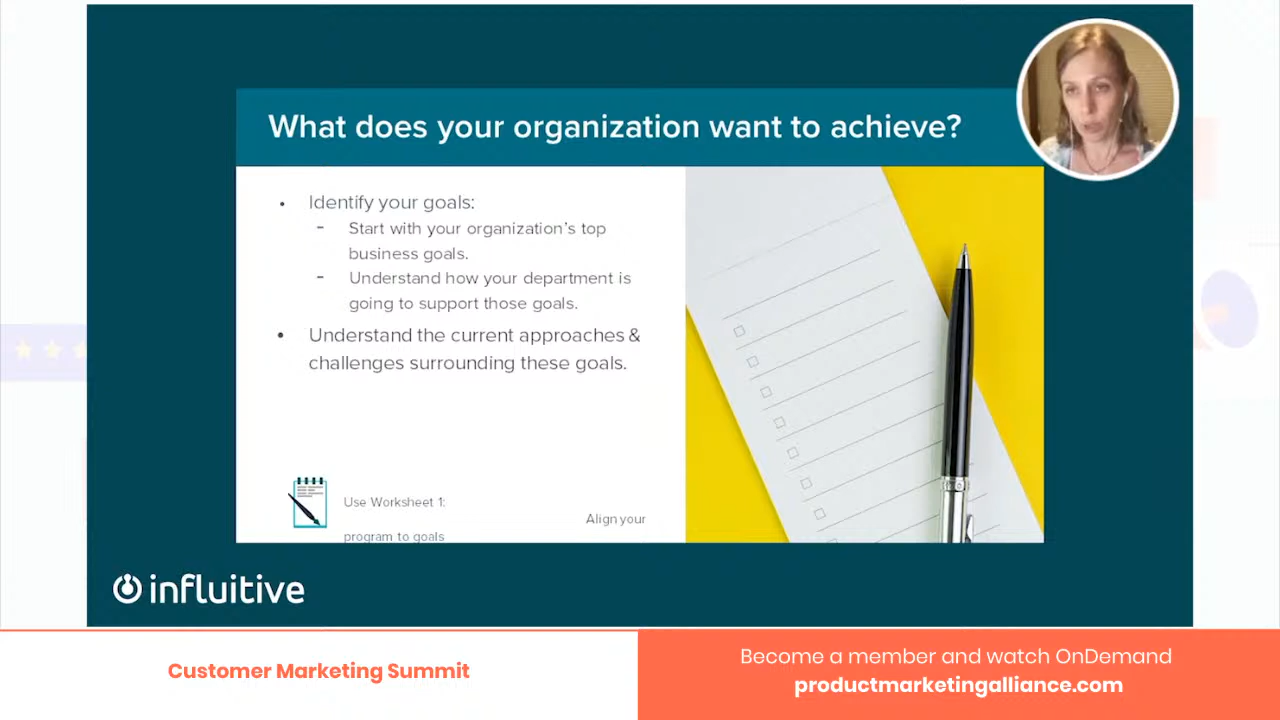 What does your organization want to achieve?
• Identify your goals:
- Start with your organization's top
business goals.
- Understand how your department is
going to support those goals.
• Understand the current approaches &
challenges surrounding these goals.
Use Worksheet 1:
Align your
program to goals
influitive
Customer Marketing Summit
Become a member and watch OnDemand
productmarketingalliance.com